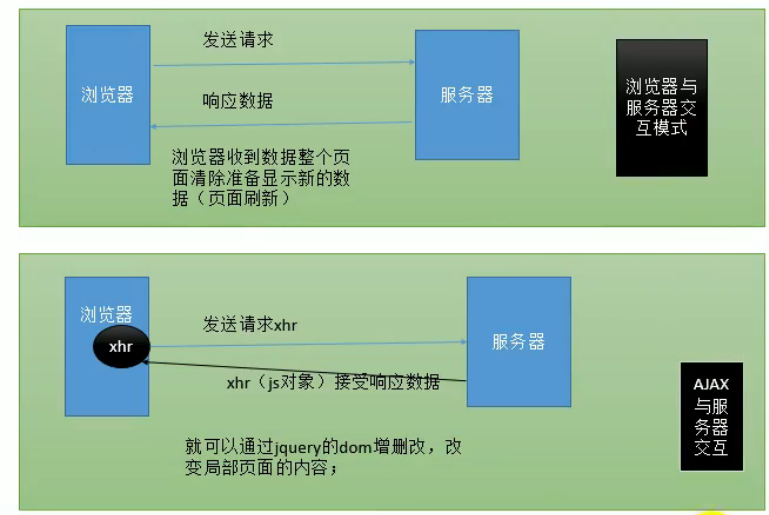 发送请求
浏览器
服务器
响应数据
浏览器与
服务器交
互模式
浏览器收到数据整个页
面清除准备显示新的数
据（页面刷新）
浏览器
xhr
发送请求xhr
服务器
xhr（js对象）接受响应数据
AJAX
与服
务器
交互
就可以通过jquery的dom增删改，改
变局部页面的内容；